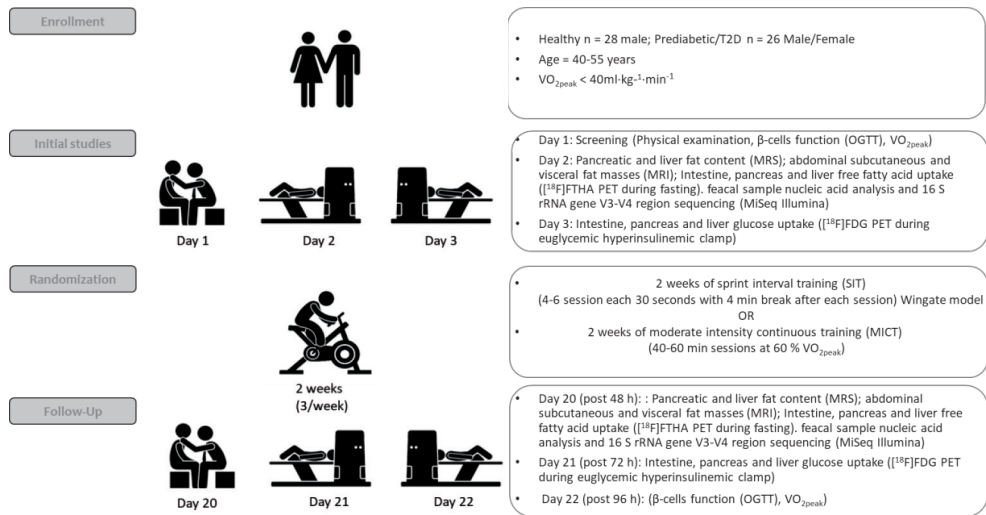 Enrollment
• Healthy n = 28 male; Prediabetic/T2D n = 26 Male/Female
• Age = 40-55 years
• VO₂peak < 40ml·kg-¹·min⁻¹
Initial studies
• Day 1: Screening (Physical examination, β-cells function (OGTT), VO₂peak)
• Day 2: Pancreatic and liver fat content (MRS); abdominal subcutaneous and
visceral fat masses (MRI); Intestine, pancreas and liver free fatty acid uptake
([¹⁸F]FTHA PET during fasting). feacal sample nucleic acid analysis and 16 S
rRNA gene V3-V4 region sequencing (MiSeq Illumina)
• Day 3: Intestine, pancreas and liver glucose uptake ([¹⁸F]FDG PET during
euglycemic hyperinsulinemic clamp)
Day 1
Day 2
Day 3
Randomization
• 2 weeks of sprint interval training (SIT)
(4-6 session each 30 seconds with 4 min break after each session) Wingate model
OR
• 2 weeks of moderate intensity continuous training (MICT)
(40-60 min sessions at 60 % VO₂peak)
2 weeks
(3/week)
Follow-Up
• Day 20 (post 48 h): : Pancreatic and liver fat content (MRS); abdominal
subcutaneous and visceral fat masses (MRI); Intestine, pancreas and liver free
fatty acid uptake ([¹⁸F]FTHA PET during fasting). feacal sample nucleic acid
analysis and 16 S rRNA gene V3-V4 region sequencing (MiSeq Illumina)
• Day 21 (post 72 h): Intestine, pancreas and liver glucose uptake ([¹⁸F]FDG PET
during euglycemic hyperinsulinemic clamp)
• Day 22 (post 96 h): (β-cells function (OGTT), VO₂peak)
Day 20
Day 21
Day 22